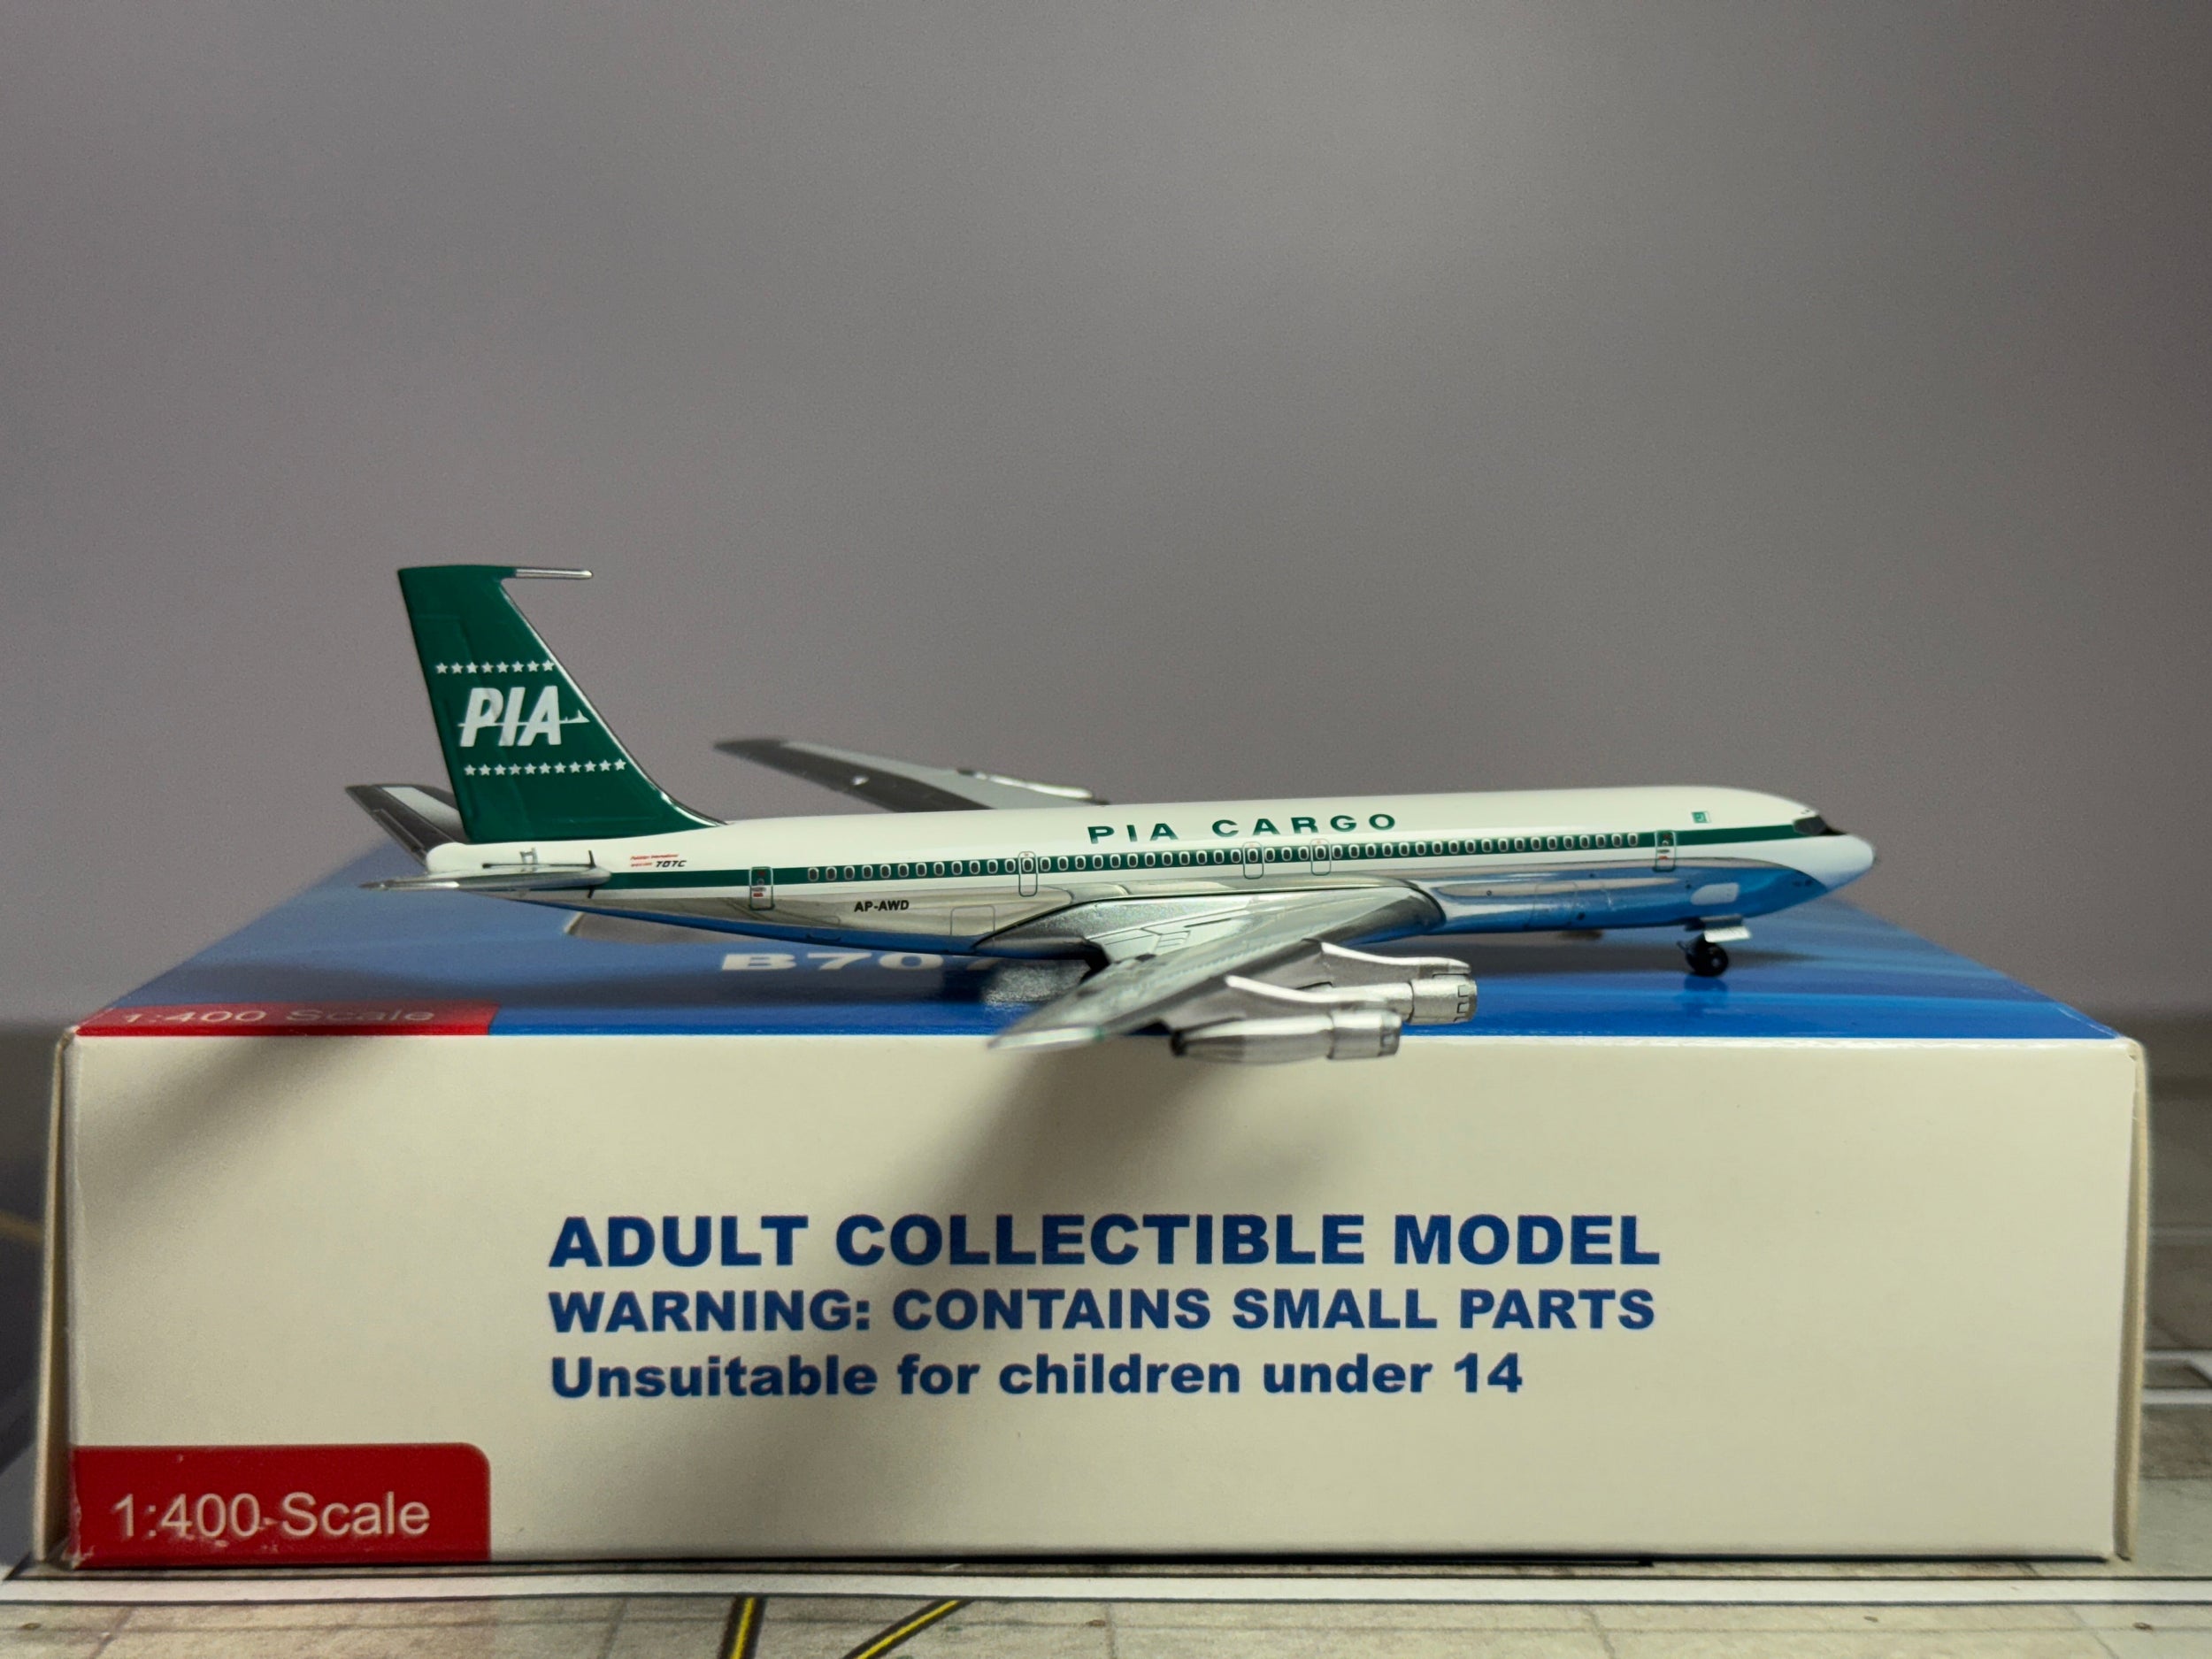 PIA
PIA CARGO
707C
AP-AWD
B707
1:400 Scale
ADULT COLLECTIBLE MODEL
WARNING: CONTAINS SMALL PARTS
Unsuitable for children under 14
1:400 Scale